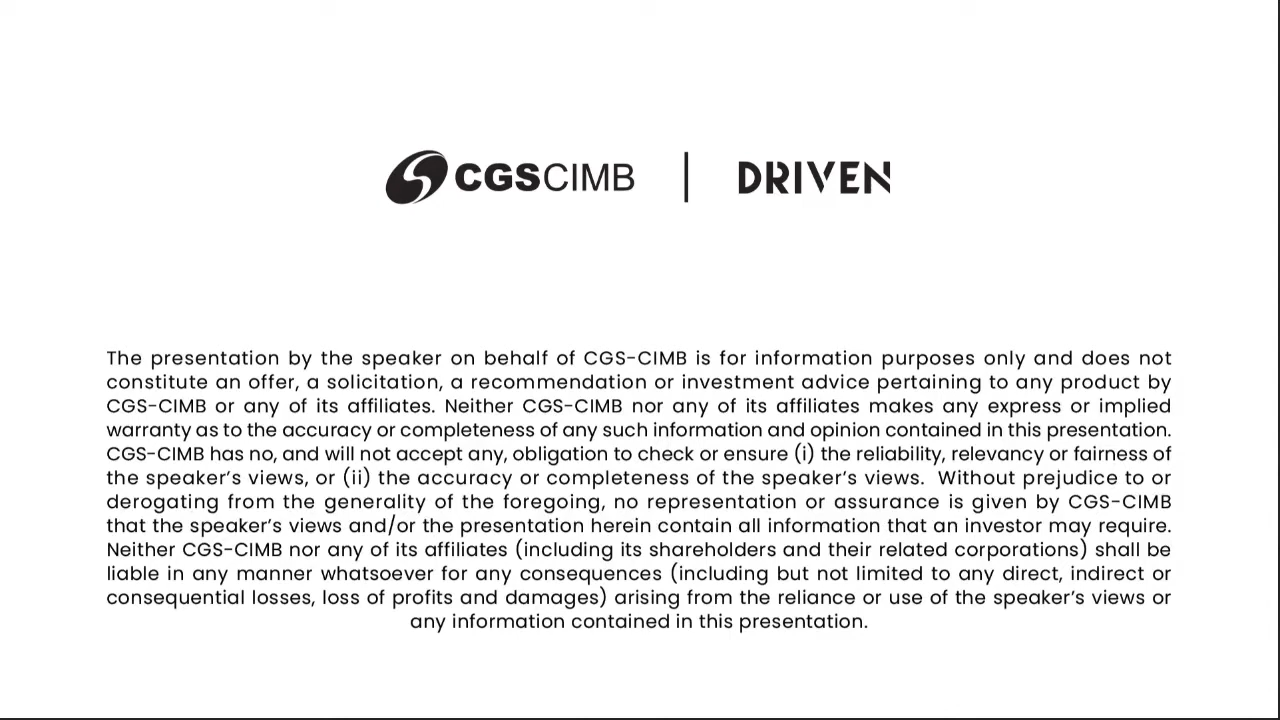 CGSCIMB | DRIVEN
The presentation by the speaker on behalf of CGS-CIMB is for information purposes only and does not
constitute an offer, a solicitation, a recommendation or investment advice pertaining to any product by
CGS-CIMB or any of its affiliates. Neither CGS-CIMB nor any of its affiliates makes any express or implied
warranty as to the accuracy or completeness of any such information and opinion contained in this presentation.
CGS-CIMB has no, and will not accept any, obligation to check or ensure (i) the reliability, relevancy or fairness of
the speaker’s views, or (ii) the accuracy or completeness of the speaker’s views.  Without prejudice to or
derogating from the generality of the foregoing, no representation or assurance is given by CGS-CIMB
that the speaker’s views and/or the presentation herein contain all information that an investor may require.
Neither CGS-CIMB nor any of its affiliates (including its shareholders and their related corporations) shall be
liable in any manner whatsoever for any consequences (including but not limited to any direct, indirect or
consequential losses, loss of profits and damages) arising from the reliance or use of the speaker’s views or
any information contained in this presentation.